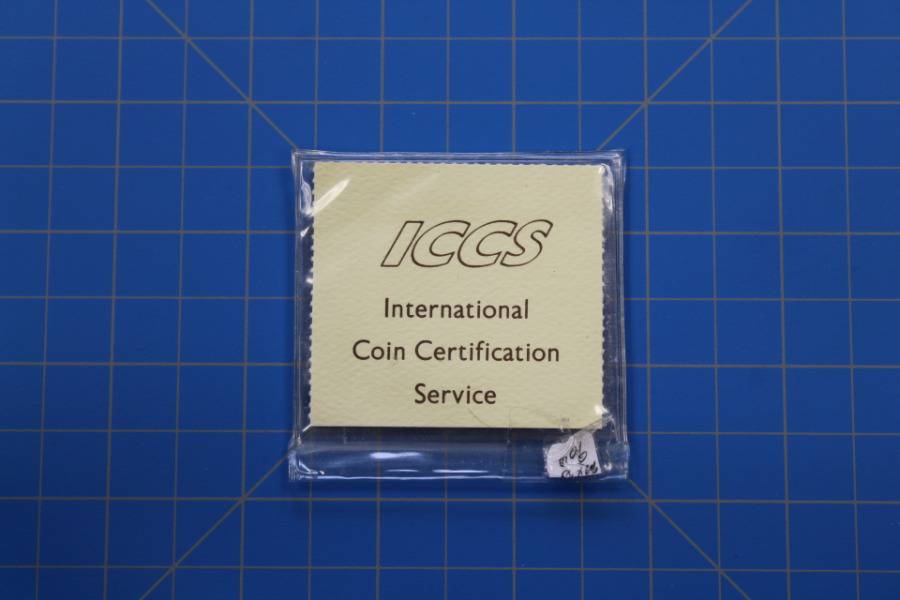 ICCS
International
Coin Certification
Service